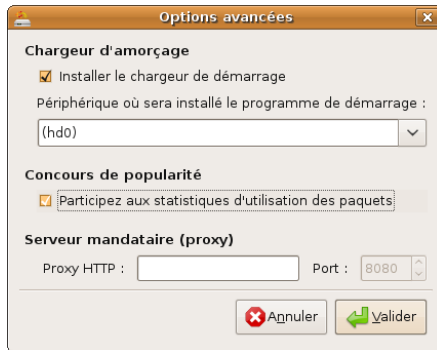 Options avancées
Chargeur d'amorçage
Installer le chargeur de démarrage
Périphérique où sera installé le programme de démarrage :
(hd0)
Concours de popularité
Participez aux statistiques d'utilisation des paquets
Serveur mandataire (proxy)
Proxy HTTP : Port : 8080
Annuler Valider